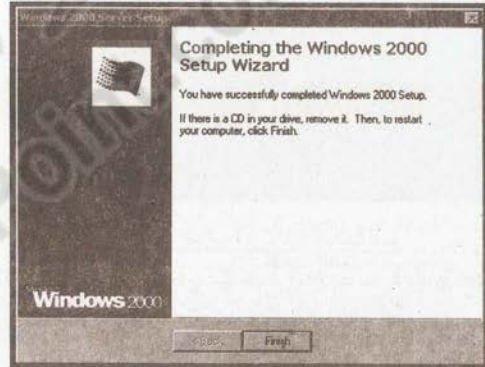 Windows 2000 Server Setup
Completing the Windows 2000
Setup Wizard
You have successfully completed Windows 2000 Setup.
If there is a CD in your drive, remove it. Then, to restart
your computer, click Finish.
Windows 2000
< Back
Finish